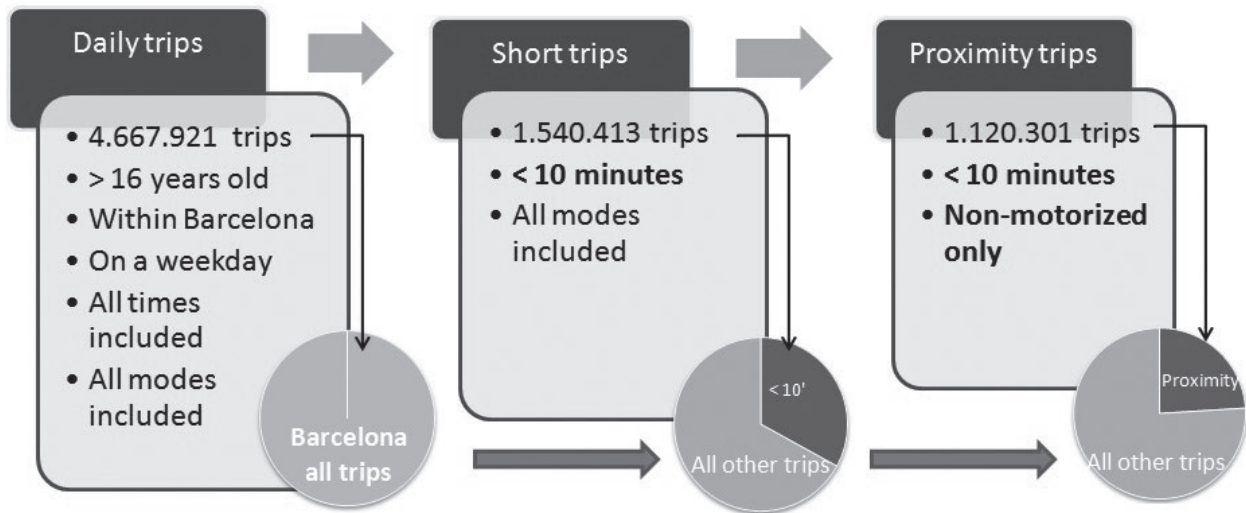 Daily trips
• 4.667.921 trips
• > 16 years old
• Within Barcelona
• On a weekday
• All times
included
• All modes
included
Barcelona
all trips
Short trips
• 1.540.413 trips
• < 10 minutes
• All modes
included
< 10'
All other trips
Proximity trips
• 1.120.301 trips
• < 10 minutes
• Non-motorized
only
Proximity
All other trips